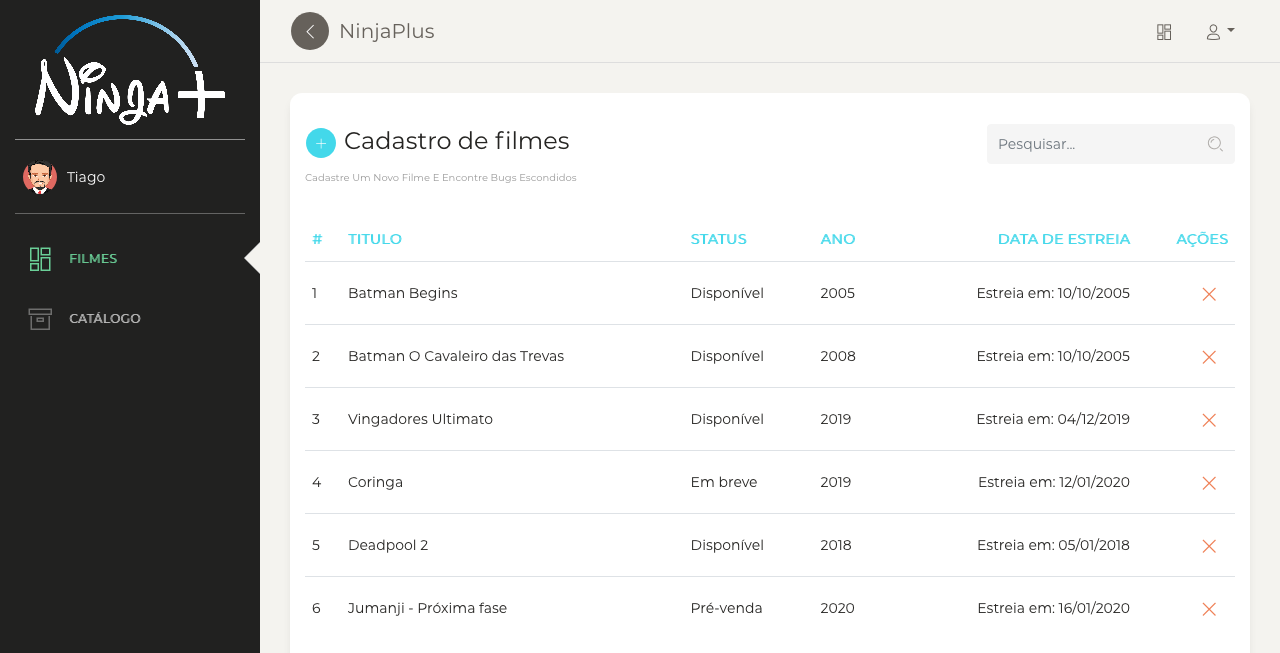 Ninja+
NinjaPlus
Tiago
FILMES
CATÁLOGO
Cadastro de filmes
Pesquisar...
Cadastre Um Novo Filme E Encontre Bugs Escondidos
# TITULO STATUS ANO DATA DE ESTREIA AÇÕES
1 Batman Begins Disponível 2005 Estreia em: 10/10/2005
2 Batman O Cavaleiro das Trevas Disponível 2008 Estreia em: 10/10/2005
3 Vingadores Ultimato Disponível 2019 Estreia em: 04/12/2019
4 Coringa Em breve 2019 Estreia em: 12/01/2020
5 Deadpool 2 Disponível 2018 Estreia em: 05/01/2018
6 Jumanji - Próxima fase Pré-venda 2020 Estreia em: 16/01/2020